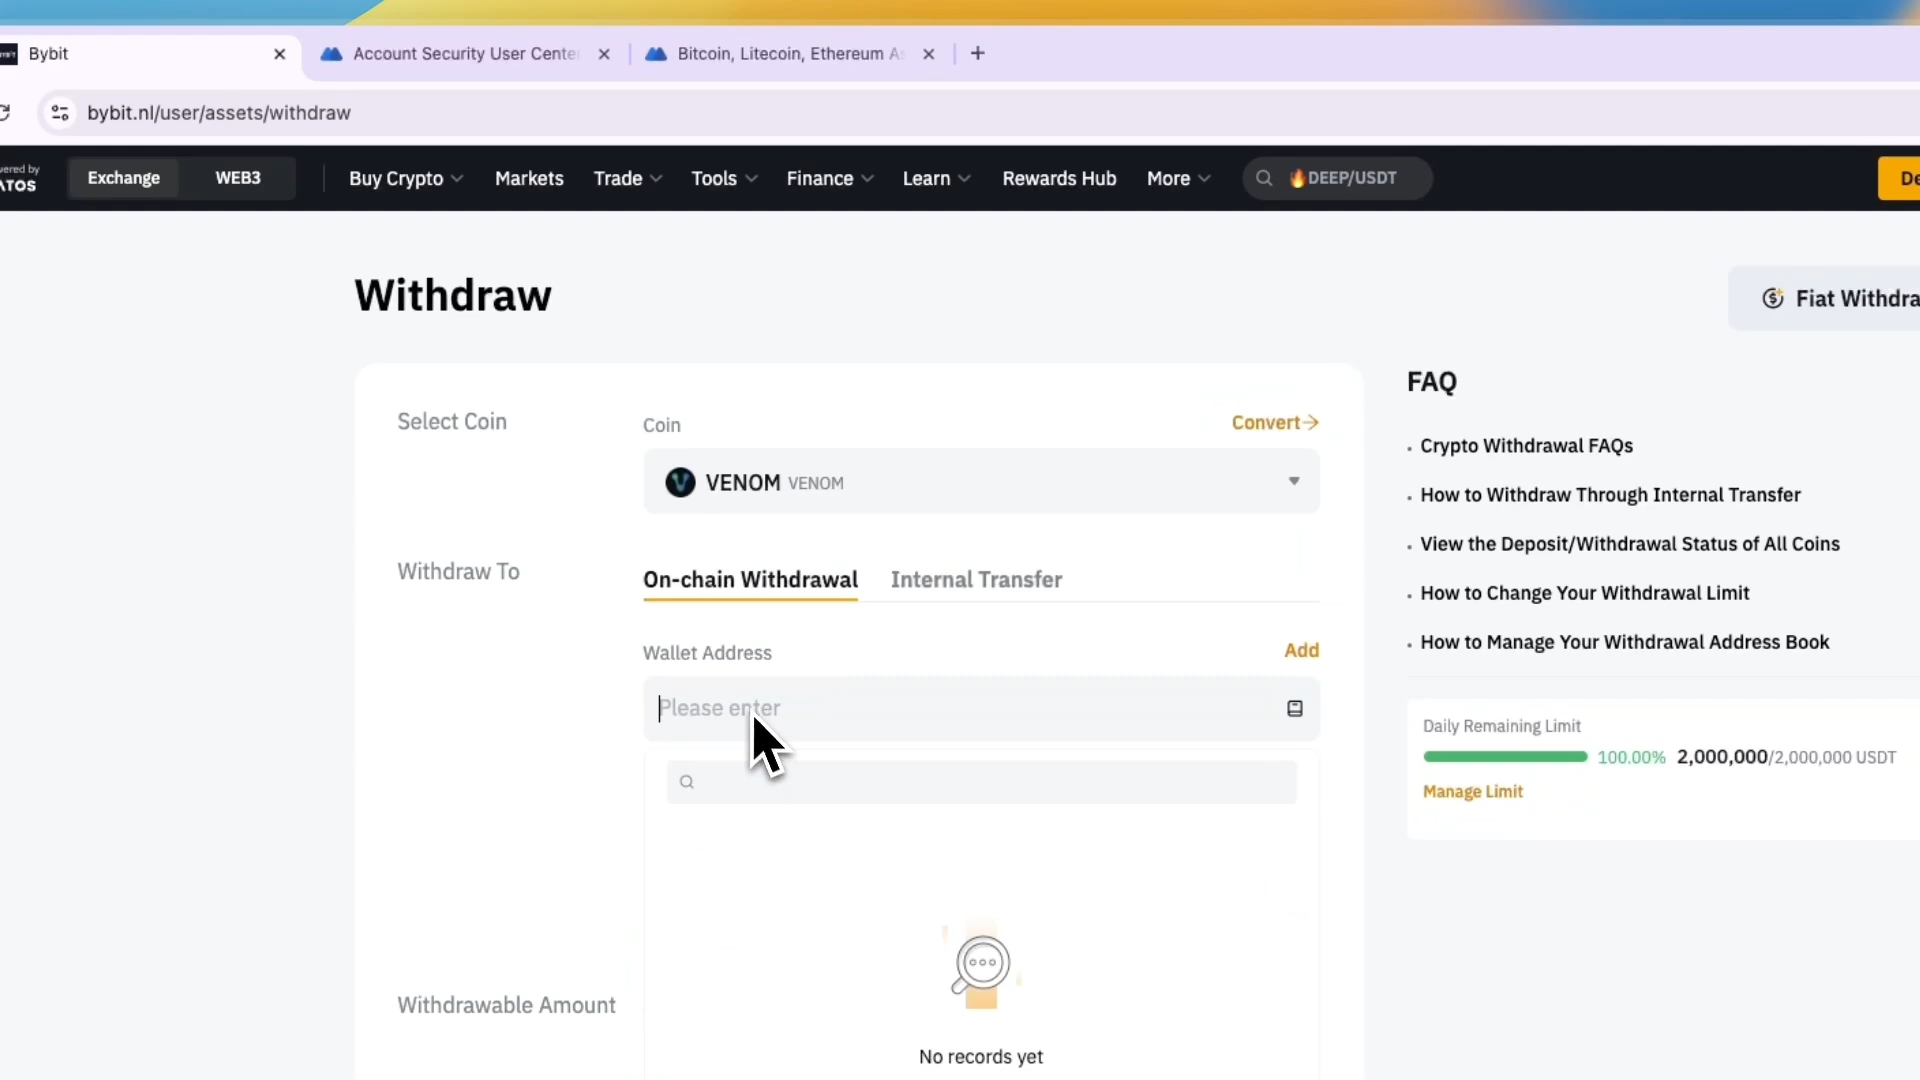 Bybit
Account Security User Cente
Bitcoin, Litecoin, Ethereum As
bybit.nl/user/assets/withdraw
wered by
ATOS
Exchange WEB3 Buy Crypto Markets Trade Tools Finance Learn Rewards Hub More DEEP/USDT De
Withdraw
Fiat Withdra
Select Coin
Coin
Convert
VENOM VENOM
Withdraw To
On-chain Withdrawal Internal Transfer
Wallet Address
Add
Please enter
No records yet
Withdrawable Amount
FAQ
Crypto Withdrawal FAQs
How to Withdraw Through Internal Transfer
View the Deposit/Withdrawal Status of All Coins
How to Change Your Withdrawal Limit
How to Manage Your Withdrawal Address Book
Daily Remaining Limit
100.00% 2,000,000/2,000,000 USDT
Manage Limit